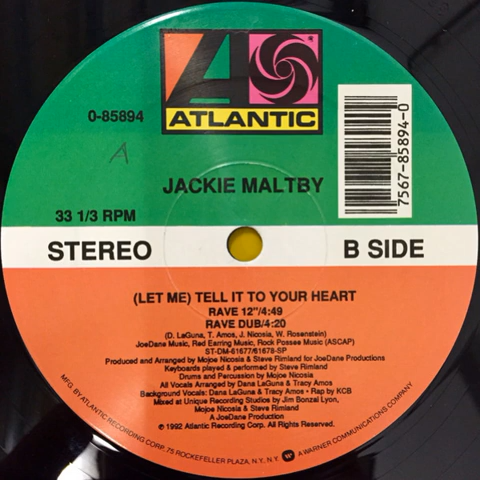 ATLANTIC
0-85894
A
JACKIE MALTBY
7567-85894-0
33 1/3 RPM
STEREO
B SIDE
(LET ME) TELL IT TO YOUR HEART
RAVE 12"/4:49
RAVE DUB/4:20
(D. LaGuna, T. Amos, J. Nicosia, W. Rosenstein)
JoeDane Music, Red Earring Music, Rock Possee Music (ASCAP)
ST-DM-61677/61678-SP
Produced and Arranged by Mojoe Nicosia & Steve Rimland for JoeDane Productions
Keyboards played & performed by Steve Rimland
Drums and Percussion by Mojoe Nicosia
All Vocals Arranged by Dana LaGuna & Tracy Amos
Background Vocals: Dana LaGuna & Tracy Amos • Rap by KCB
Mixed at Unique Recording Studios by Jim Bonzai Lyon,
Mojoe Nicosia & Steve Rimland
A JoeDane Production
℗ 1992 Atlantic Recording Corp. All Rights Reserved.
MFG. BY ATLANTIC RECORDING CORP. 75 ROCKEFELLER PLAZA, N.Y. N.Y. A WARNER COMMUNICATIONS COMPANY